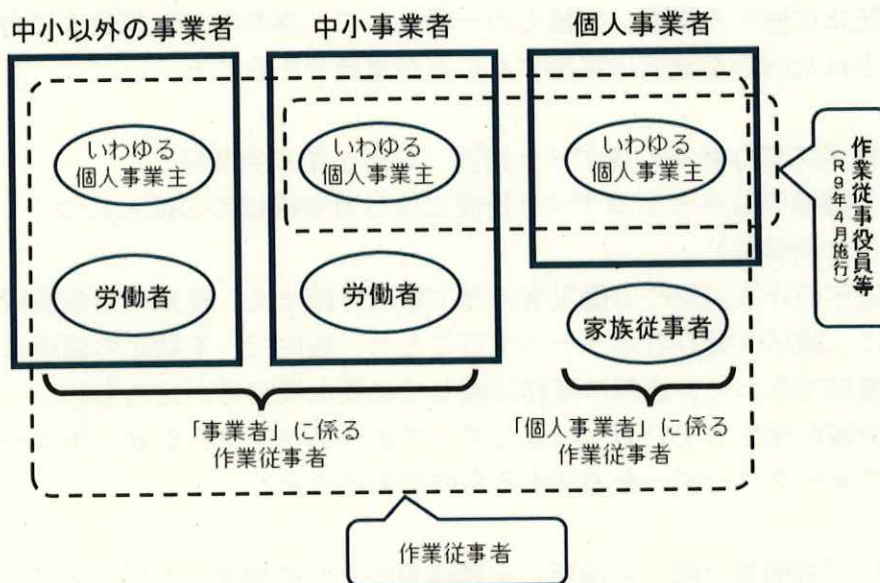 中小以外の事業者
中小事業者
個人事業者
いわゆる
個人事業主
いわゆる
個人事業主
いわゆる
個人事業主
作業従事役員等
(R9年4月施行)
労働者
労働者
家族従事者
「事業者」に係る
作業従事者
「個人事業者」に係る
作業従事者
作業従事者